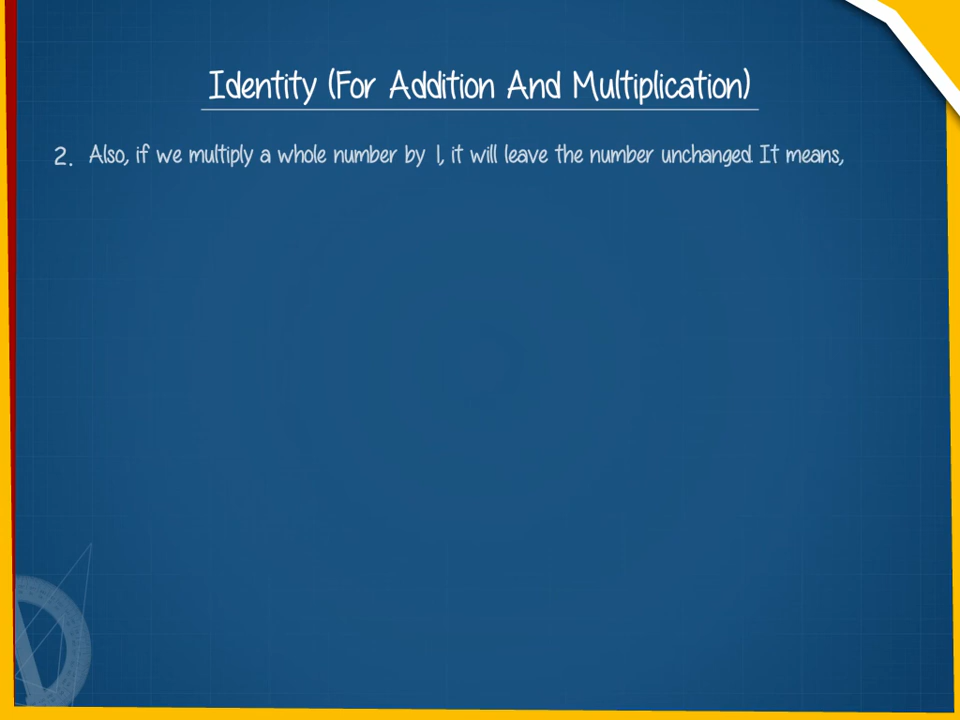 Identity (For Addition And Multiplication)
2. Also, if we multiply a whole number by 1, it will leave the number unchanged. It means,